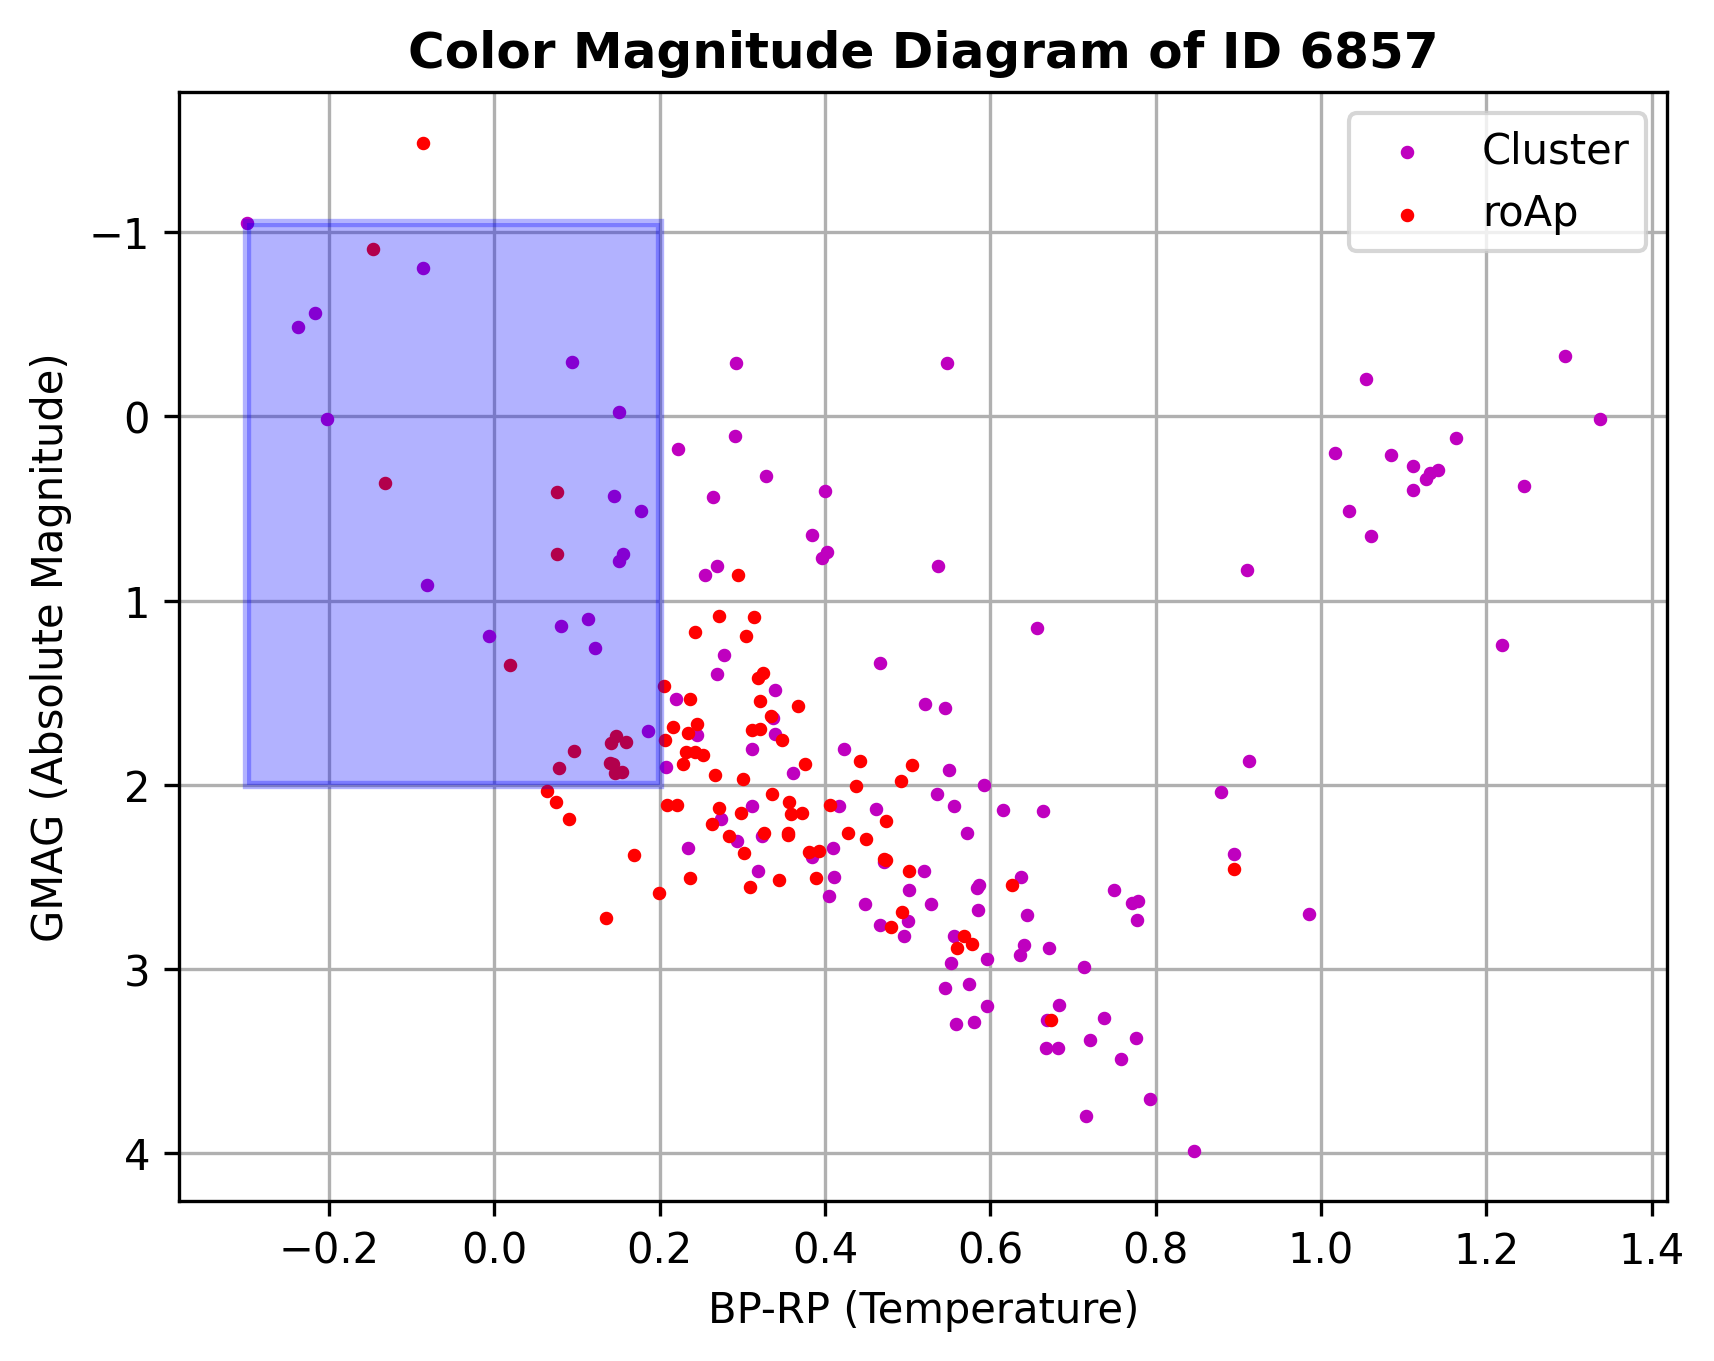 Color Magnitude Diagram of ID 6857
Cluster
roAp
GMAG (Absolute Magnitude)
−1
0
1
2
3
4
−0.2 0.0 0.2 0.4 0.6 0.8 1.0 1.2 1.4
BP-RP (Temperature)